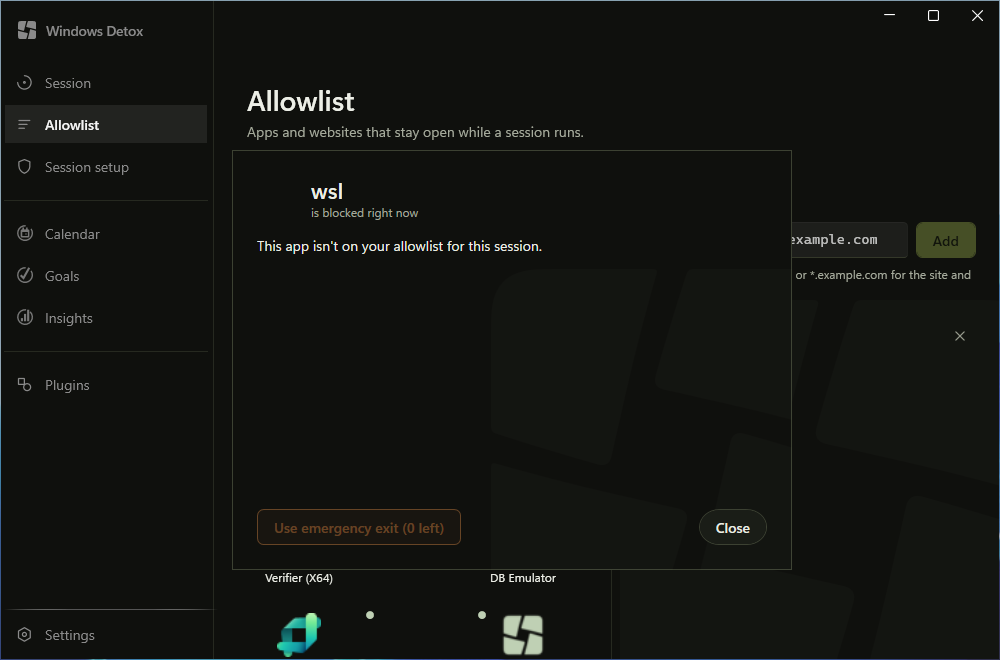 Windows Detox
Session
Allowlist
Session setup
Calendar
Goals
Insights
Plugins
Settings
Allowlist
Apps and websites that stay open while a session runs.
wsl
is blocked right now
This app isn't on your allowlist for this session.
Use emergency exit (0 left)
Close
example.com
Add
or *.example.com for the site and
Verifier (X64)
DB Emulator